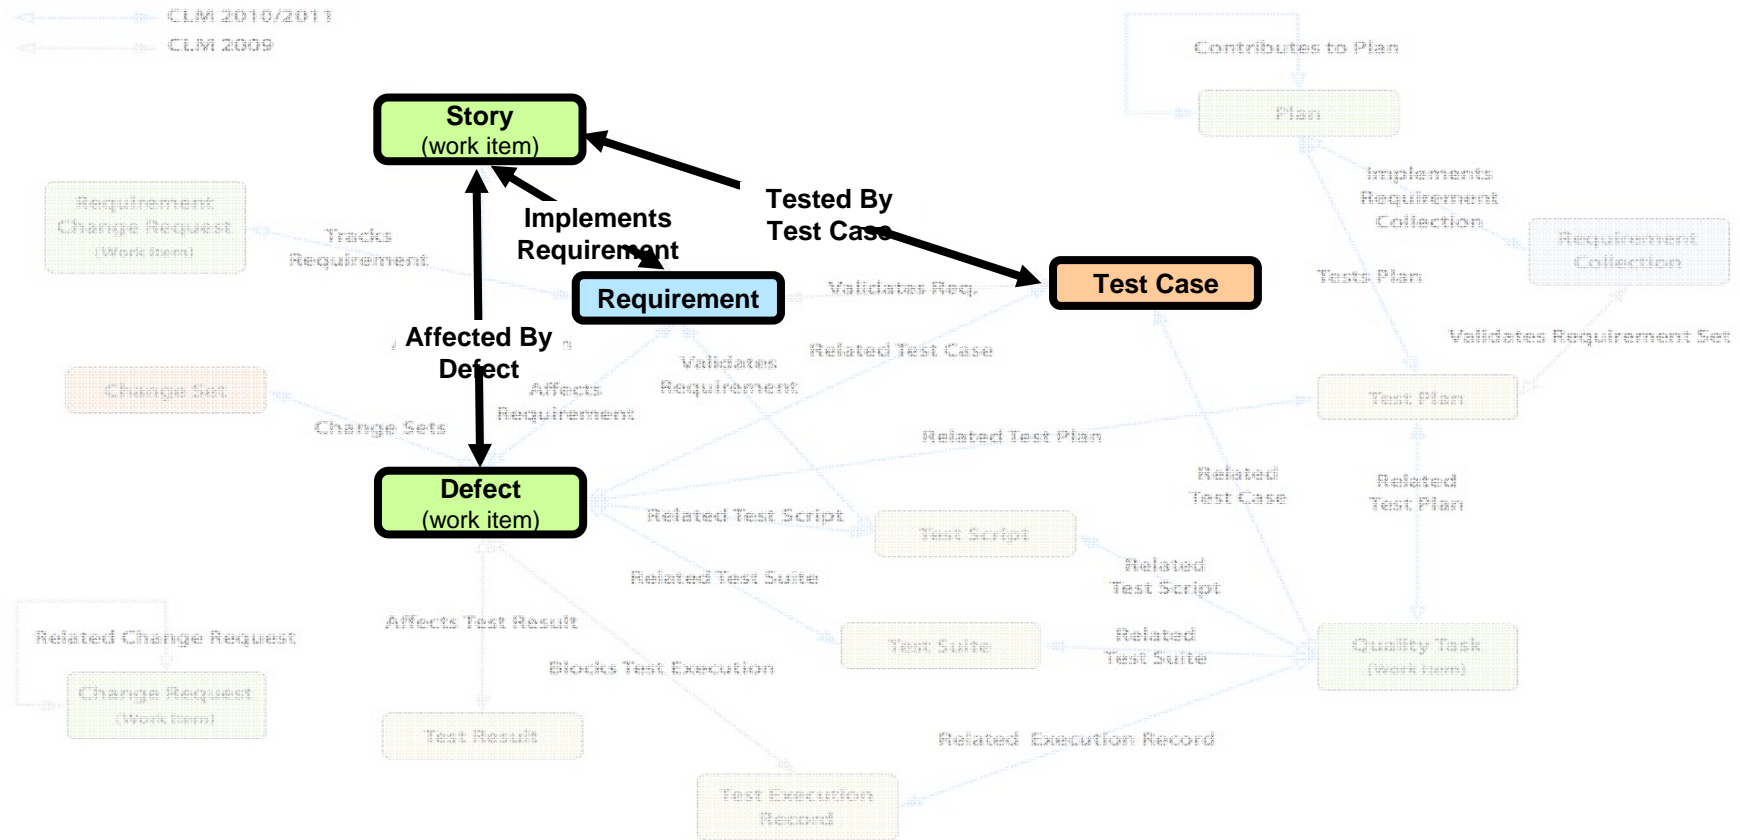 CLM 2010/2011
CLM 2009
Contributes to Plan
Plan
Story
(work item)
Implements
Requirement
Collection
Requirement
Change Request
(Work Item)
Tracks
Requirement
Implements
Requirement
Tested By
Test Case
Requirement
Collection
Requirement
Validates Req.
Test Case
Tests Plan
Affected By
Defect
Related Test Case
Validates
Requirement
Validates Requirement Set
Change Set
Affects
Requirement
Test Plan
Change Sets
Related Test Plan
Defect
(work item)
Related
Test Case
Related
Test Plan
Related Test Script
Test Script
Related Test Suite
Related
Test Script
Affects Test Result
Related Change Request
Test Suite
Related
Test Suite
Quality Task
(Work Item)
Blocks Test Execution
Change Request
(Work Item)
Test Result
Related Execution Record
Test Execution
Record